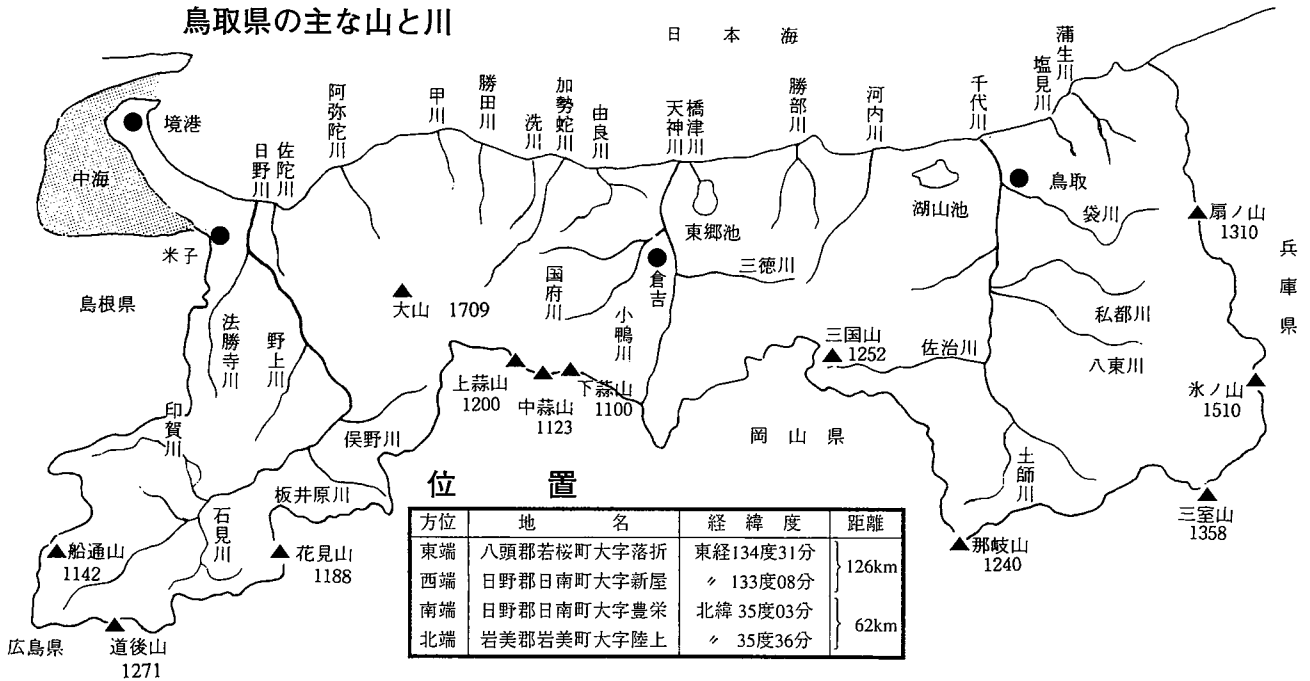 鳥取県の主な山と川
日本海
境港
中海
米子
島根県
日野川
佐陀川
阿弥陀川
甲川
勝田川
洗川
加勢蛇川
由良川
天神川
橋津川
勝部川
河内川
千代川
塩見川
蒲生川
鳥取
袋川
湖山池
東郷池
三徳川
倉吉
国府川
小鴨川
大山 1709
法勝寺川
野上川
扇ノ山
1310
兵庫県
私都川
八東川
佐治川
三国山
1252
氷ノ山
1510
上蒜山
1200
中蒜山
1123
下蒜山
1100
岡山県
印賀川
俣野川
板井原川
石見川
船通山
1142
花見山
1188
広島県
道後山
1271
土師川
那岐山
1240
三室山
1358
位置
方位 地名 経緯度 距離
東端 八頭郡若桜町大字落折 東経134度31分
126km
西端 日野郡日南町大字新屋 〃 133度08分
南端 日野郡日南町大字豊栄 北緯 35度03分
62km
北端 岩美郡岩美町大字陸上 〃 35度36分